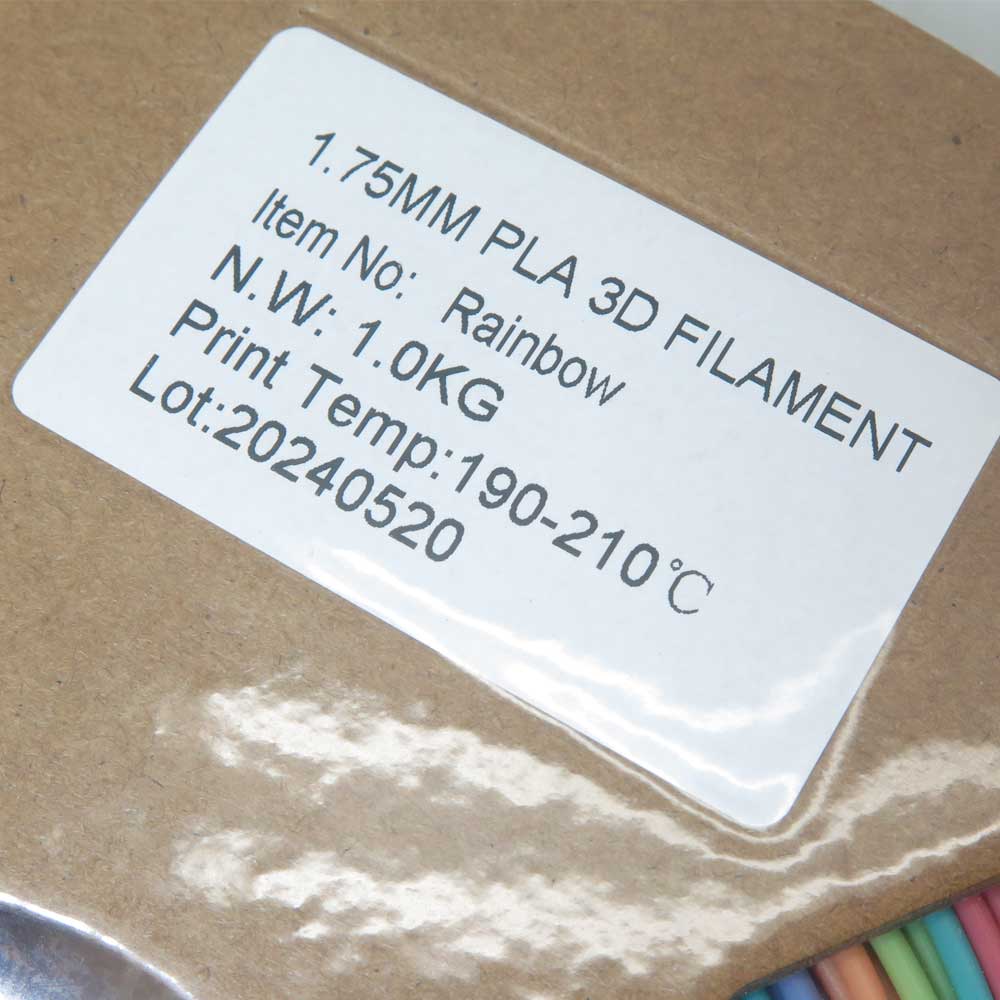 1.75MM PLA 3D FILAMENT
Item No: Rainbow
N.W: 1.0KG
Print Temp:190-210℃
Lot:20240520